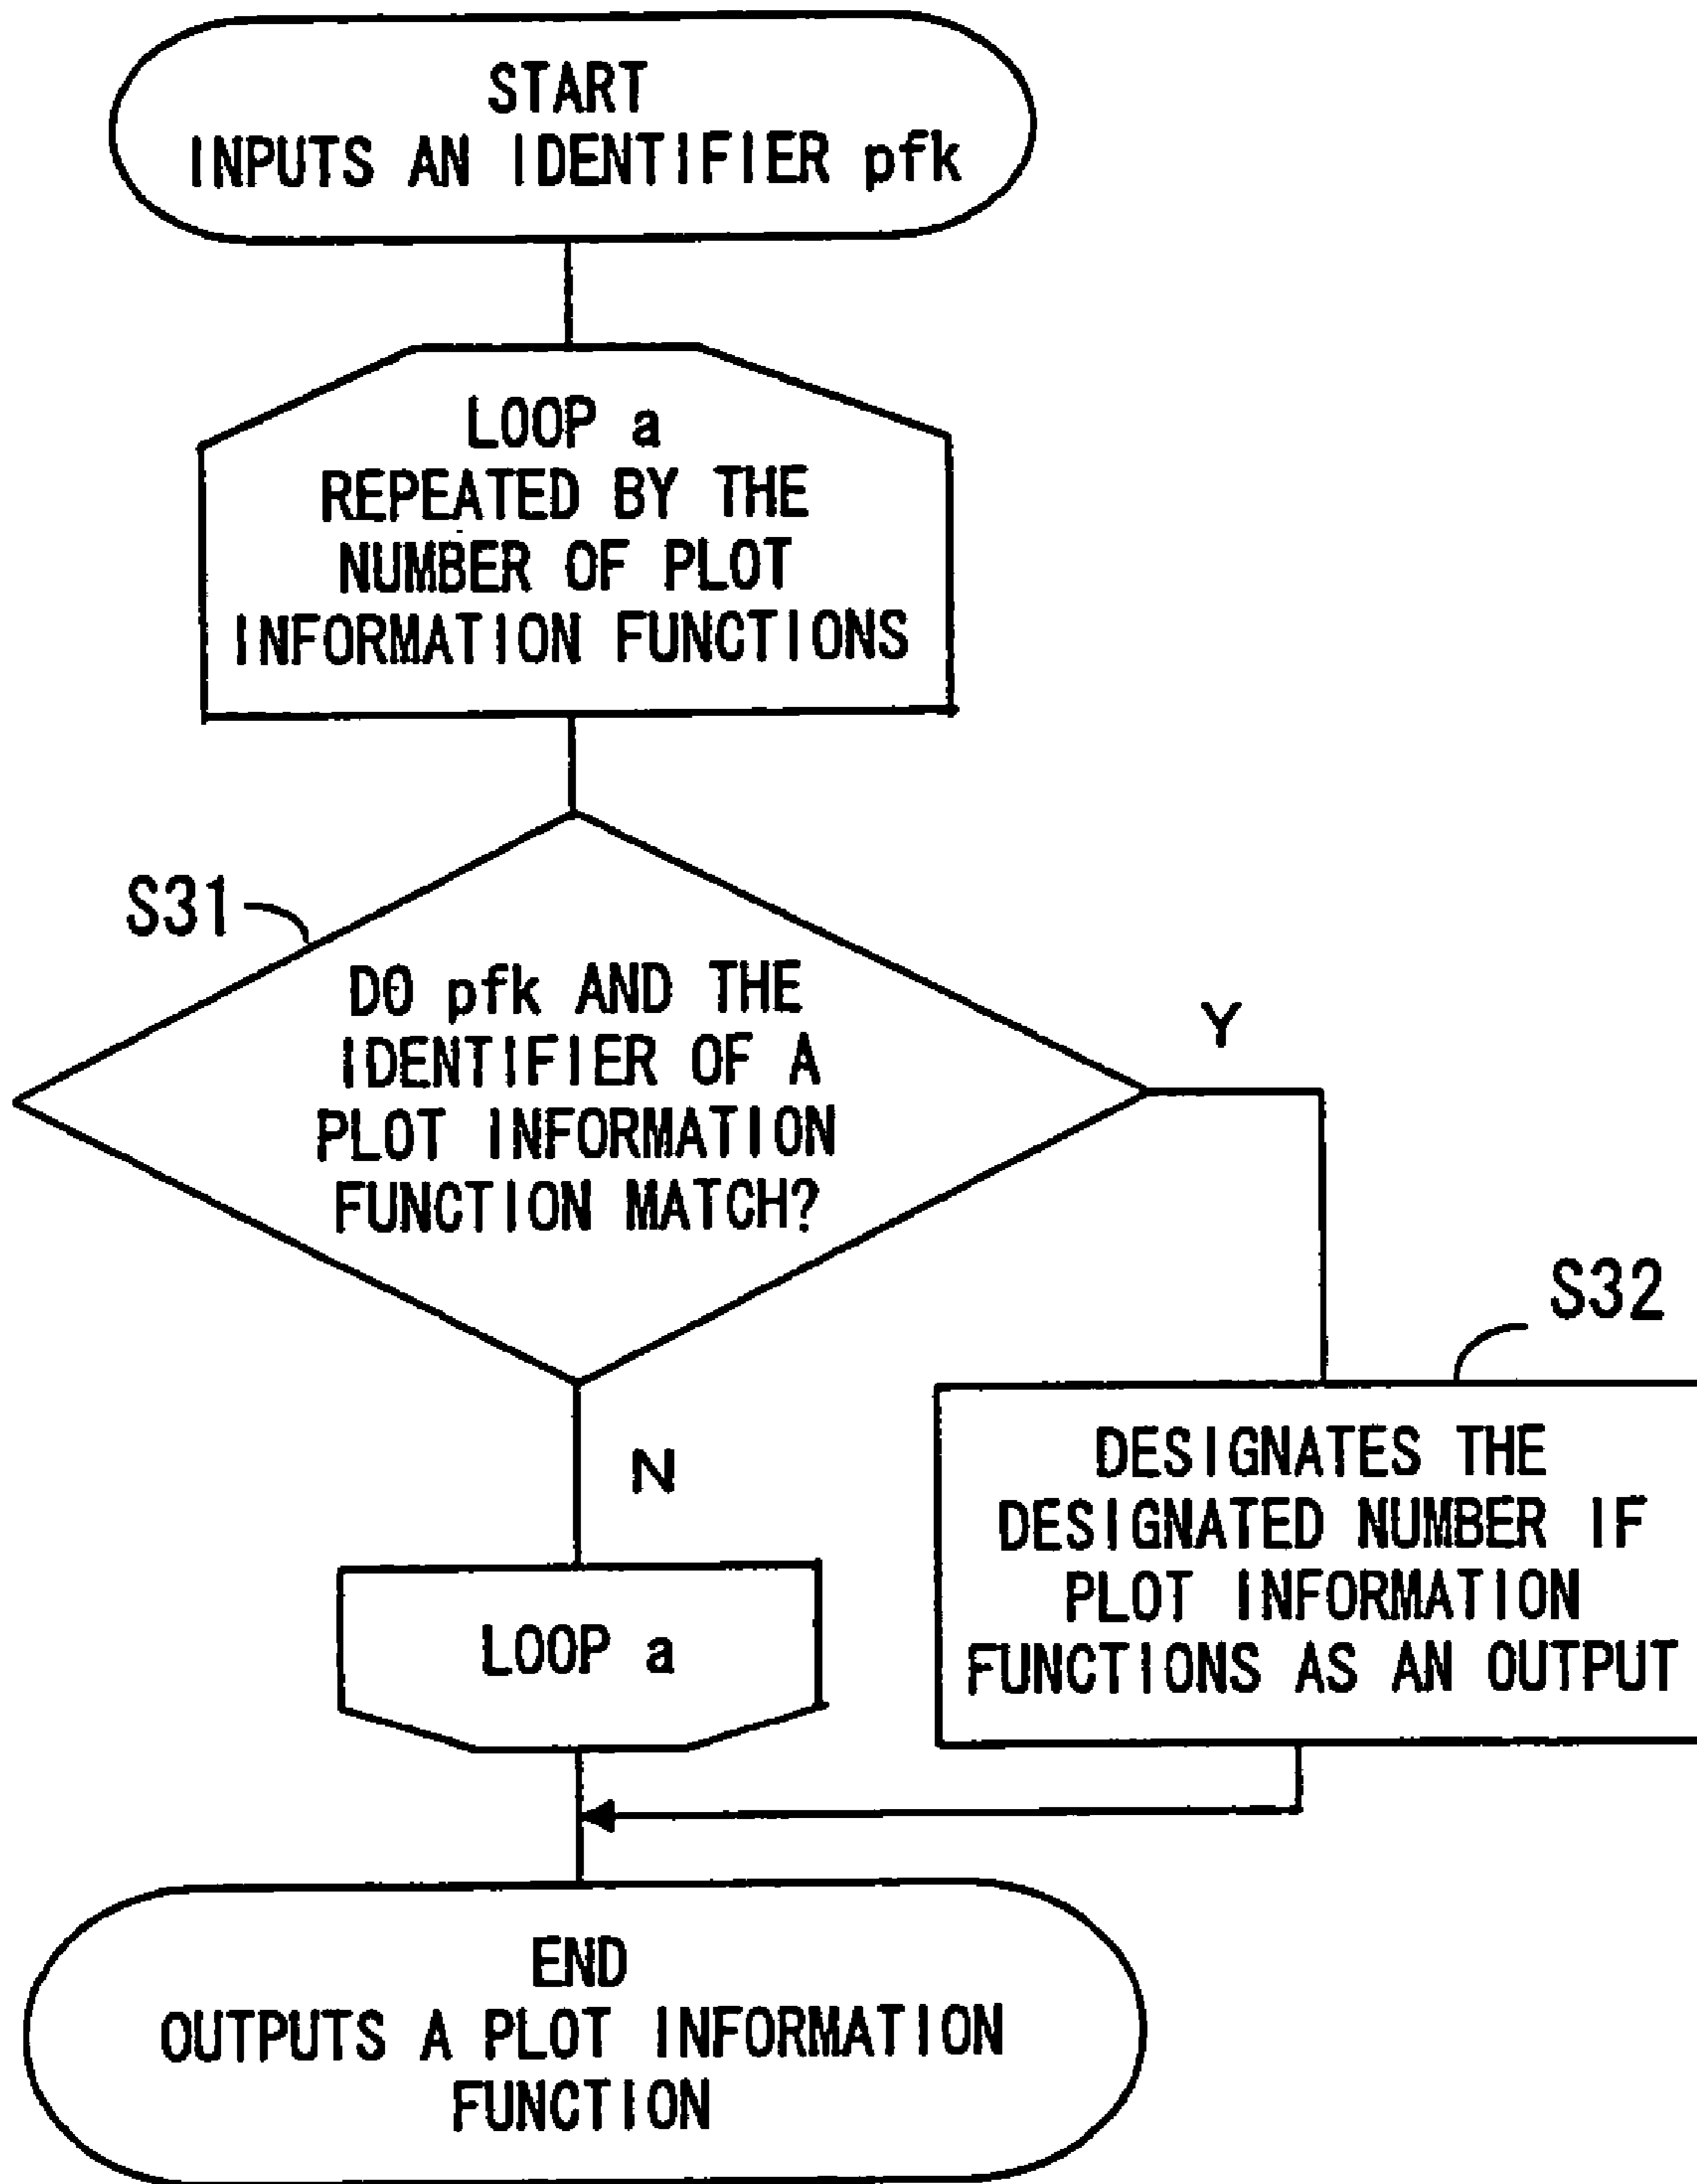 START
INPUTS AN IDENTIFIER pfk
LOOP a
REPEATED BY THE
NUMBER OF PLOT
INFORMATION FUNCTIONS
S31
DO pfk AND THE
IDENTIFIER OF A
PLOT INFORMATION
FUNCTION MATCH?
Y
S32
N
DESIGNATES THE
DESIGNATED NUMBER IF
PLOT INFORMATION
FUNCTIONS AS AN OUTPUT
LOOP a
END
OUTPUTS A PLOT INFORMATION
FUNCTION